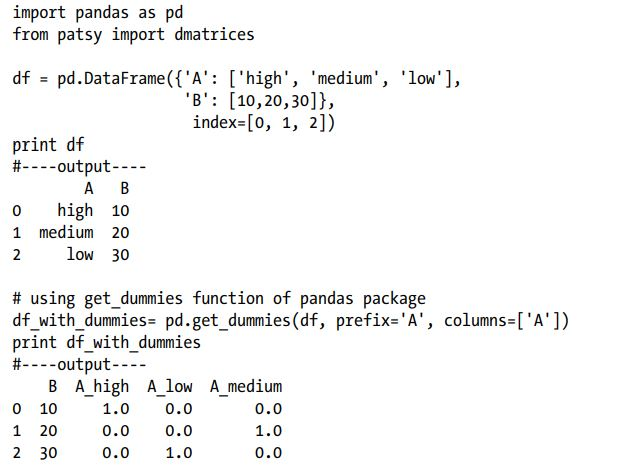 import pandas as pd
from patsy import dmatrices
df = pd.DataFrame({'A': ['high', 'medium', 'low'],
'B': [10,20,30]},
index=[0, 1, 2])
print df
#----output----
A B
0 high 10
1 medium 20
2 low 30
# using get_dummies function of pandas package
df_with_dummies= pd.get_dummies(df, prefix='A', columns=['A'])
print df_with_dummies
#----output----
B A_high A_low A_medium
0 10 1.0 0.0 0.0
1 20 0.0 0.0 1.0
2 30 0.0 1.0 0.0